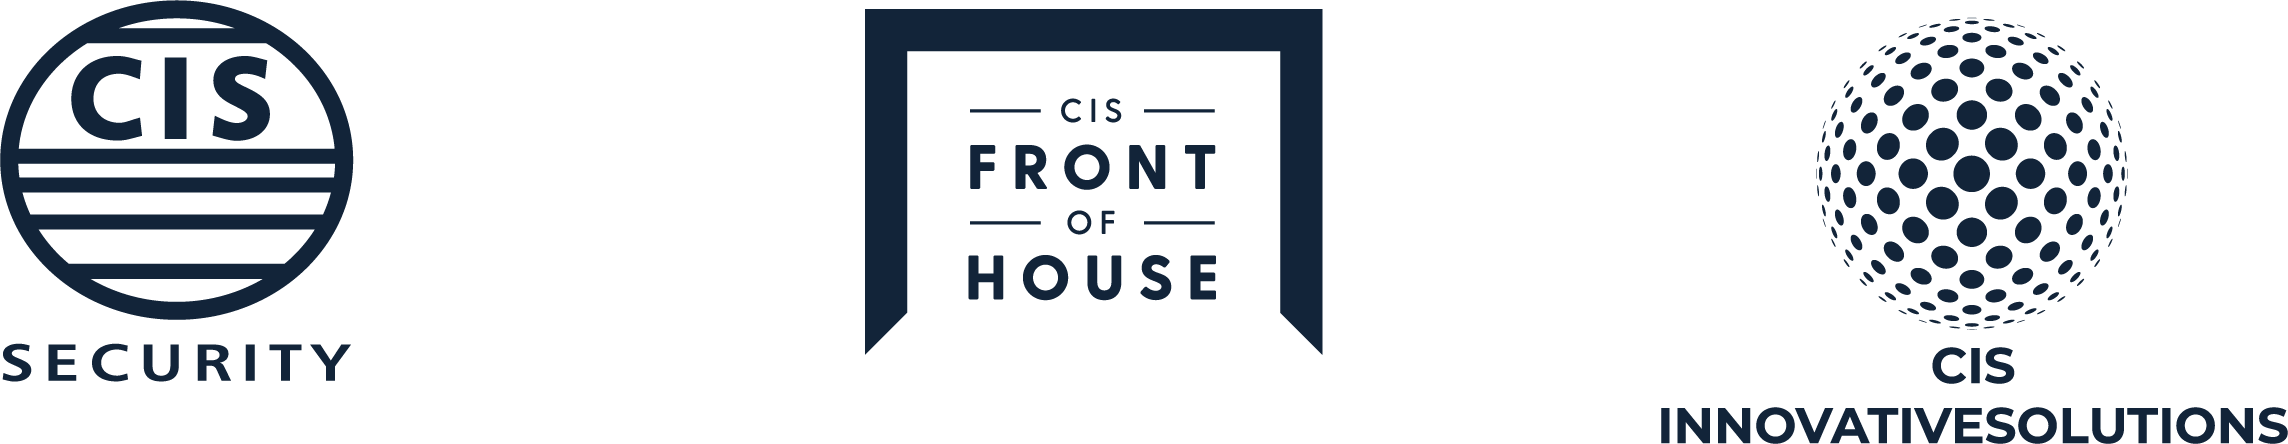 CIS
SECURITY
CIS
FRONT
OF
HOUSE
CIS
INNOVATIVESOLUTIONS